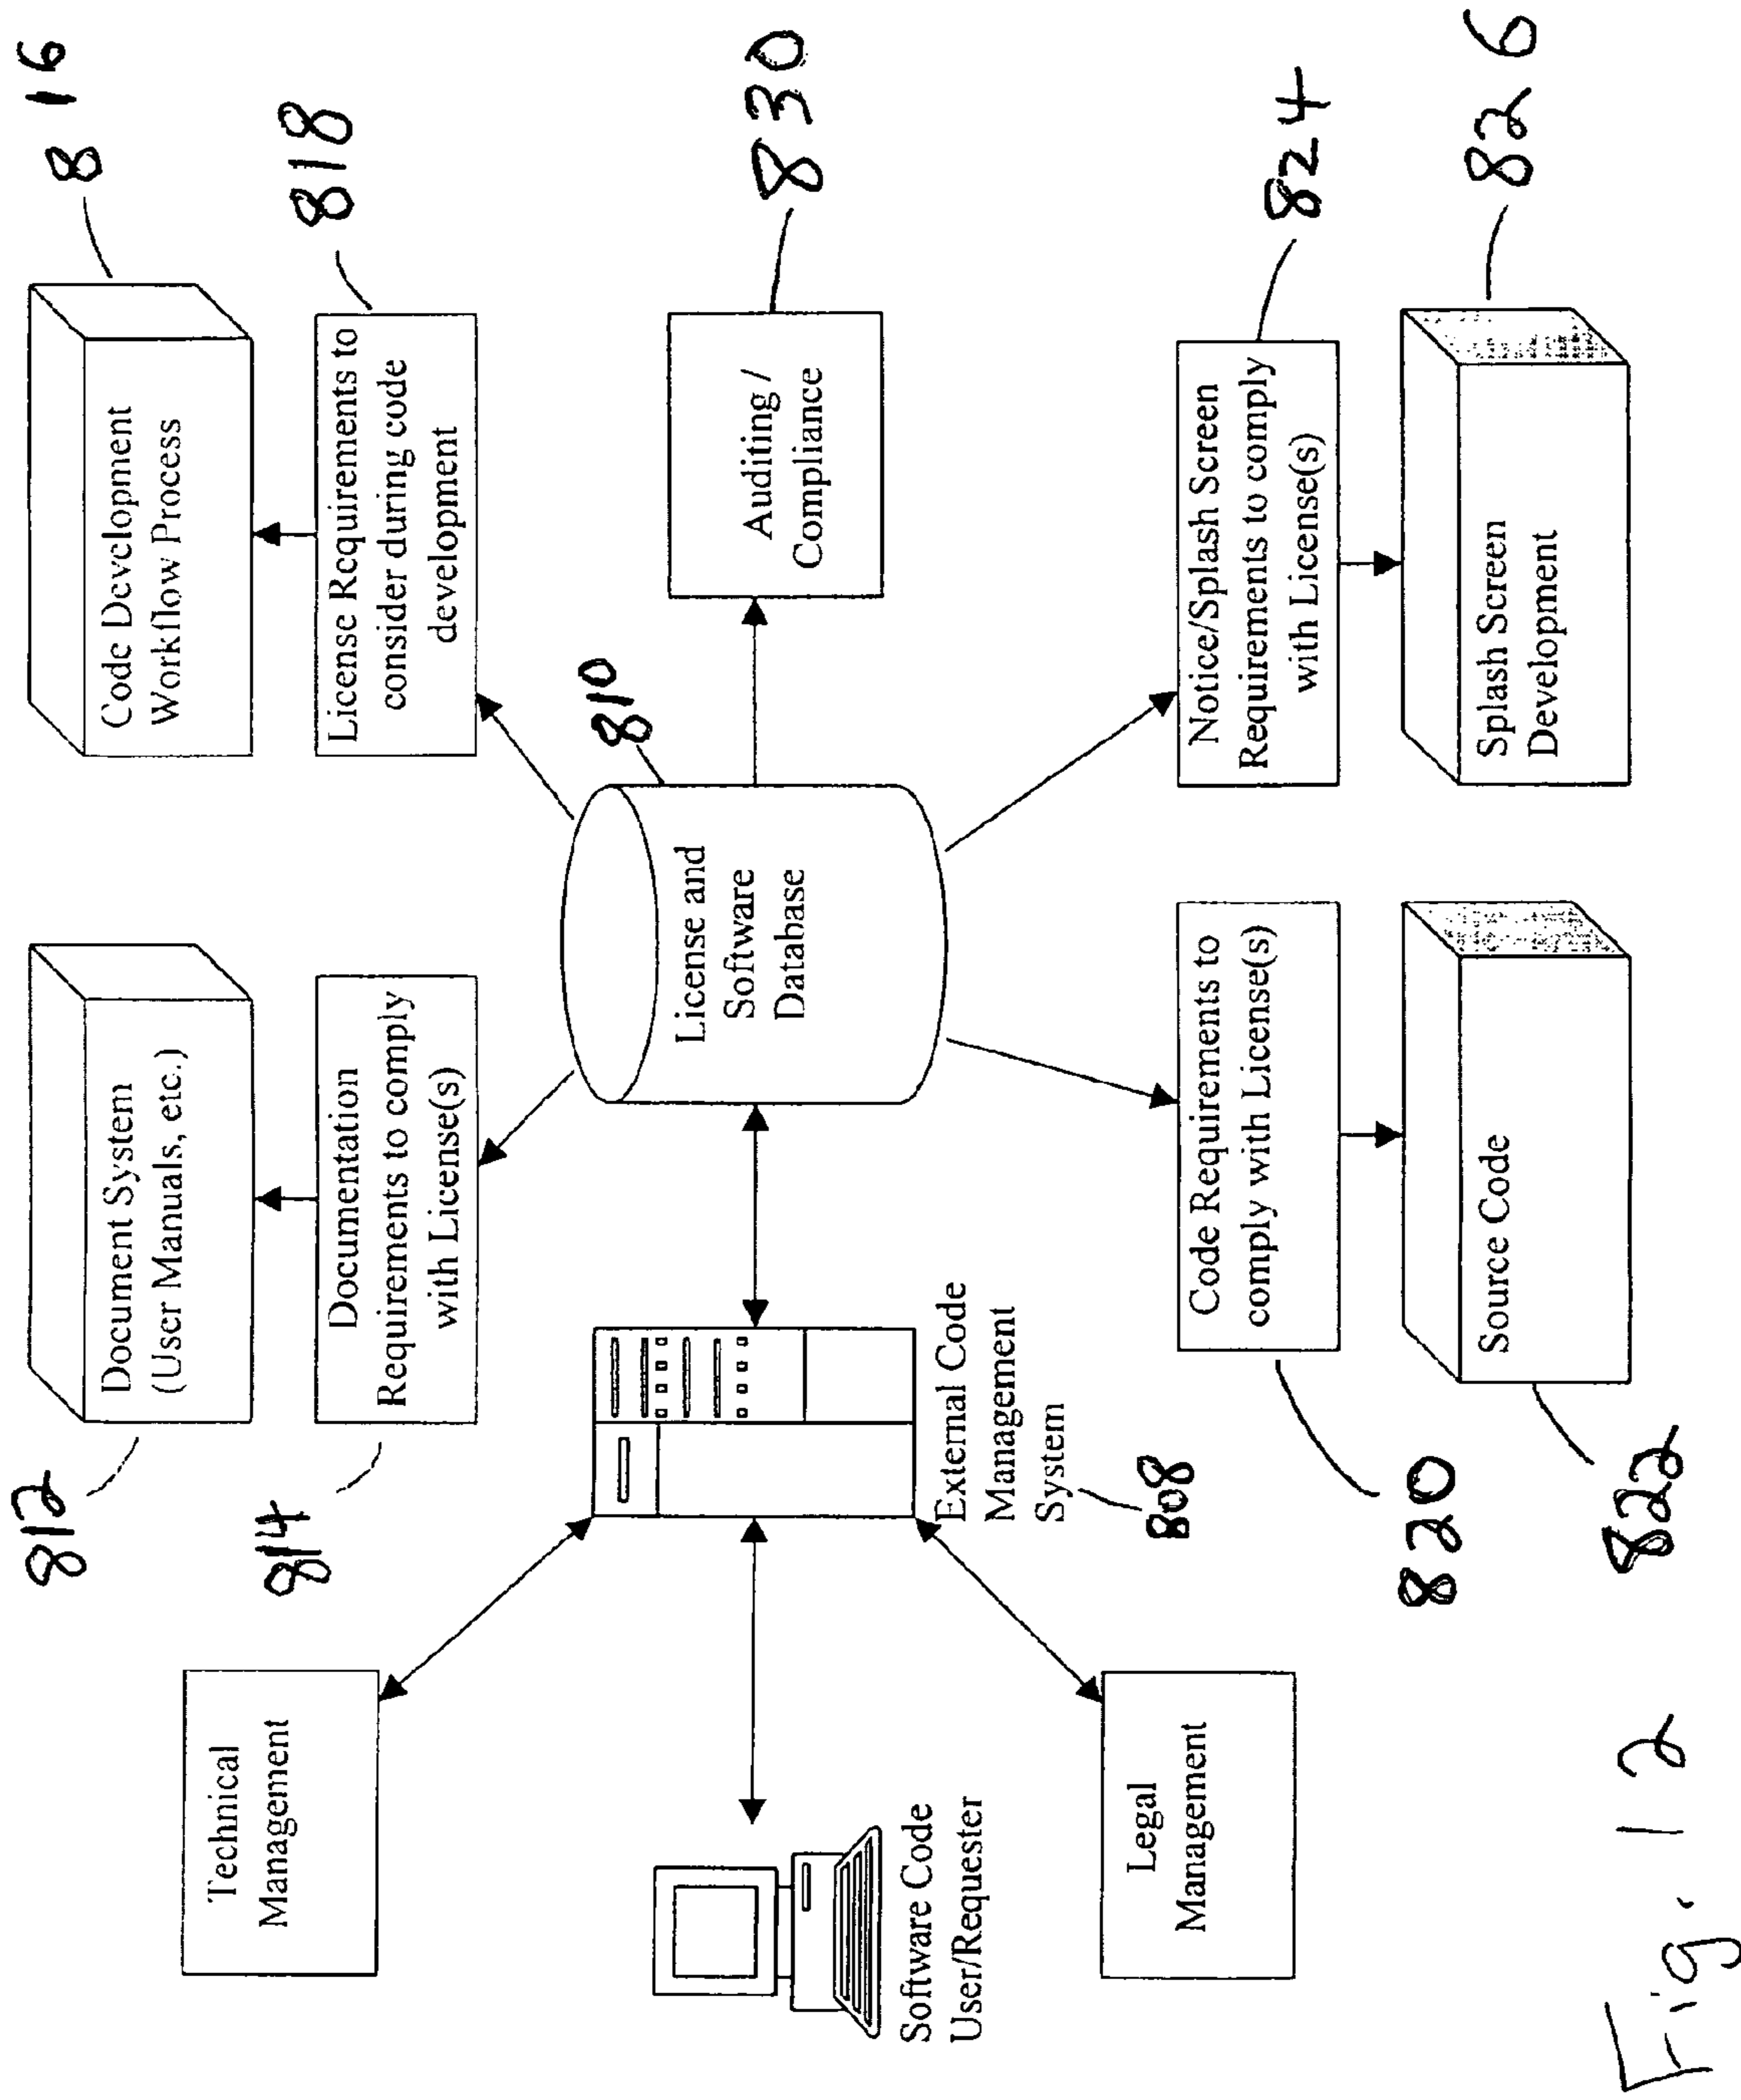 812
Document System
(User Manuals, etc.)
816
Code Development
Workflow Process
814
Documentation
Requirements to comply
with License(s)
818
License Requirements to
consider during code
development
Technical
Management
810
License and
Software
Database
830
Auditing /
Compliance
Software Code
User/Requester
External Code
Management
System
808
Legal
Management
820
Code Requirements to
comply with License(s)
824
Notice/Splash Screen
Requirements to comply
with License(s)
822
Source Code
826
Splash Screen
Development
Fig. 12